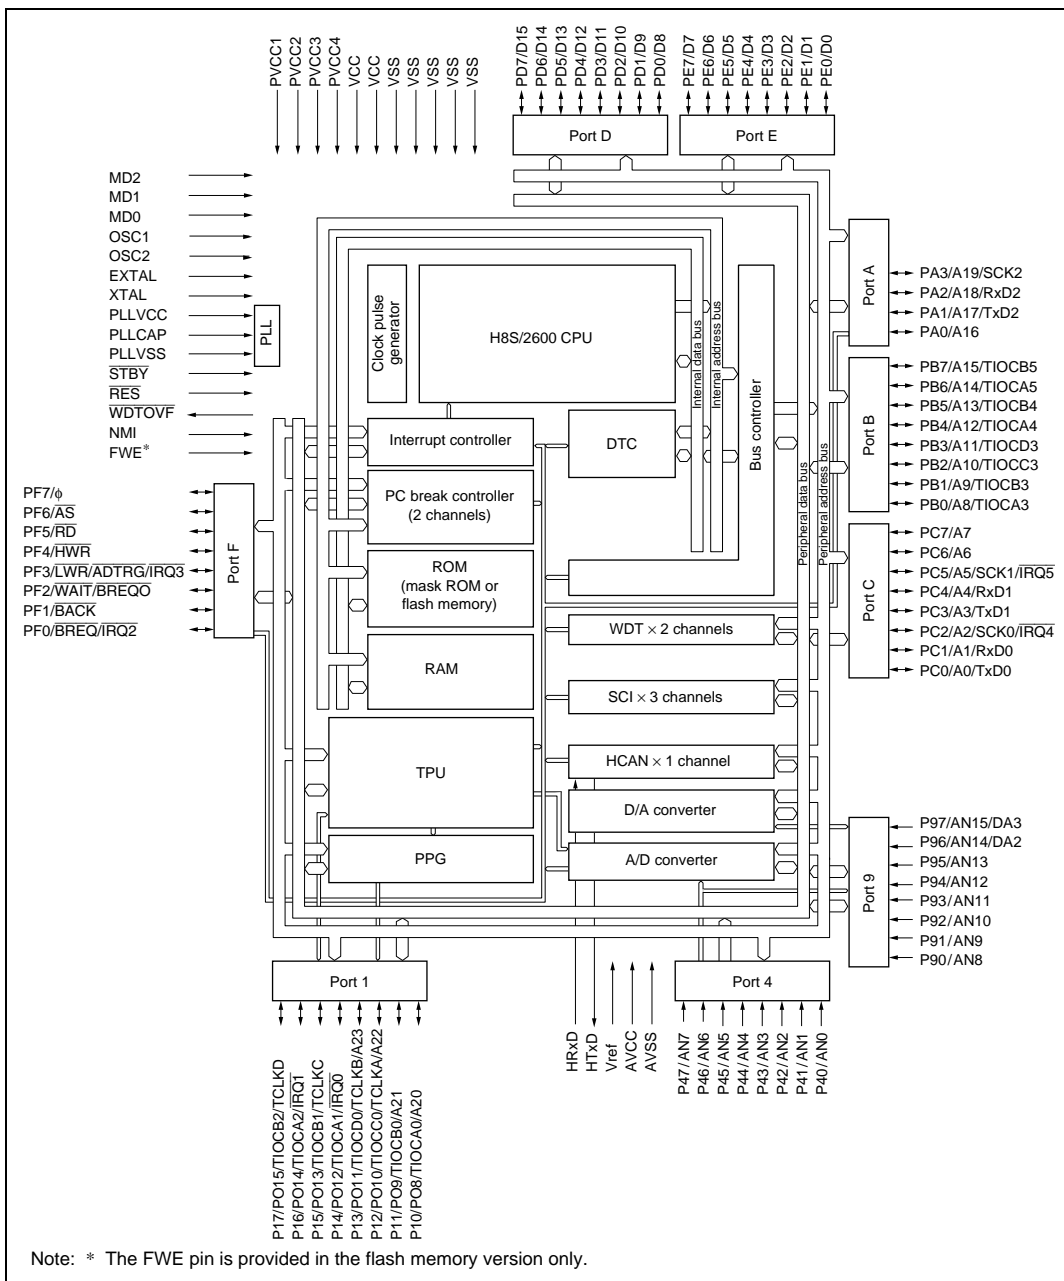 PVCC1
PVCC2
PVCC3
PVCC4
VCC
VCC
VSS
VSS
VSS
VSS
VSS
PD7/D15
PD6/D14
PD5/D13
PD4/D12
PD3/D11
PD2/D10
PD1/D9
PD0/D8
PE7/D7
PE6/D6
PE5/D5
PE4/D4
PE3/D3
PE2/D2
PE1/D1
PE0/D0
Port D
Port E
MD2
MD1
MD0
OSC1
OSC2
EXTAL
XTAL
PLLVCC
PLLCAP
PLLVSS
STBY
RES
WDTOVF
NMI
FWE*
PLL
Clock pulse
generator
H8S/2600 CPU
Internal data bus
Internal address bus
Bus controller
Port A
PA3/A19/SCK2
PA2/A18/RxD2
PA1/A17/TxD2
PA0/A16
Interrupt controller
DTC
Port B
PB7/A15/TIOCB5
PB6/A14/TIOCA5
PB5/A13/TIOCB4
PB4/A12/TIOCA4
PB3/A11/TIOCD3
PB2/A10/TIOCC3
PB1/A9/TIOCB3
PB0/A8/TIOCA3
Peripheral data bus
Peripheral address bus
PF7/ϕ
PF6/AS
PF5/RD
PF4/HWR
PF3/LWR/ADTRG/IRQ3
PF2/WAIT/BREQO
PF1/BACK
PF0/BREQ/IRQ2
Port F
PC break controller
(2 channels)
ROM
(mask ROM or
flash memory)
RAM
WDT × 2 channels
SCI × 3 channels
Port C
PC7/A7
PC6/A6
PC5/A5/SCK1/IRQ5
PC4/A4/RxD1
PC3/A3/TxD1
PC2/A2/SCK0/IRQ4
PC1/A1/RxD0
PC0/A0/TxD0
TPU
HCAN × 1 channel
D/A converter
PPG
A/D converter
Port 9
P97/AN15/DA3
P96/AN14/DA2
P95/AN13
P94/AN12
P93/AN11
P92/AN10
P91/AN9
P90/AN8
Port 1
Port 4
P17/PO15/TIOCB2/TCLKD
P16/PO14/TIOCA2/IRQ1
P15/PO13/TIOCB1/TCLKC
P14/PO12/TIOCA1/IRQ0
P13/PO11/TIOCD0/TCLKB/A23
P12/PO10/TIOCC0/TCLKA/A22
P11/PO9/TIOCB0/A21
P10/PO8/TIOCA0/A20
HRxD
HTxD
Vref
AVCC
AVSS
P47/AN7
P46/AN6
P45/AN5
P44/AN4
P43/AN3
P42/AN2
P41/AN1
P40/AN0
Note: * The FWE pin is provided in the flash memory version only.